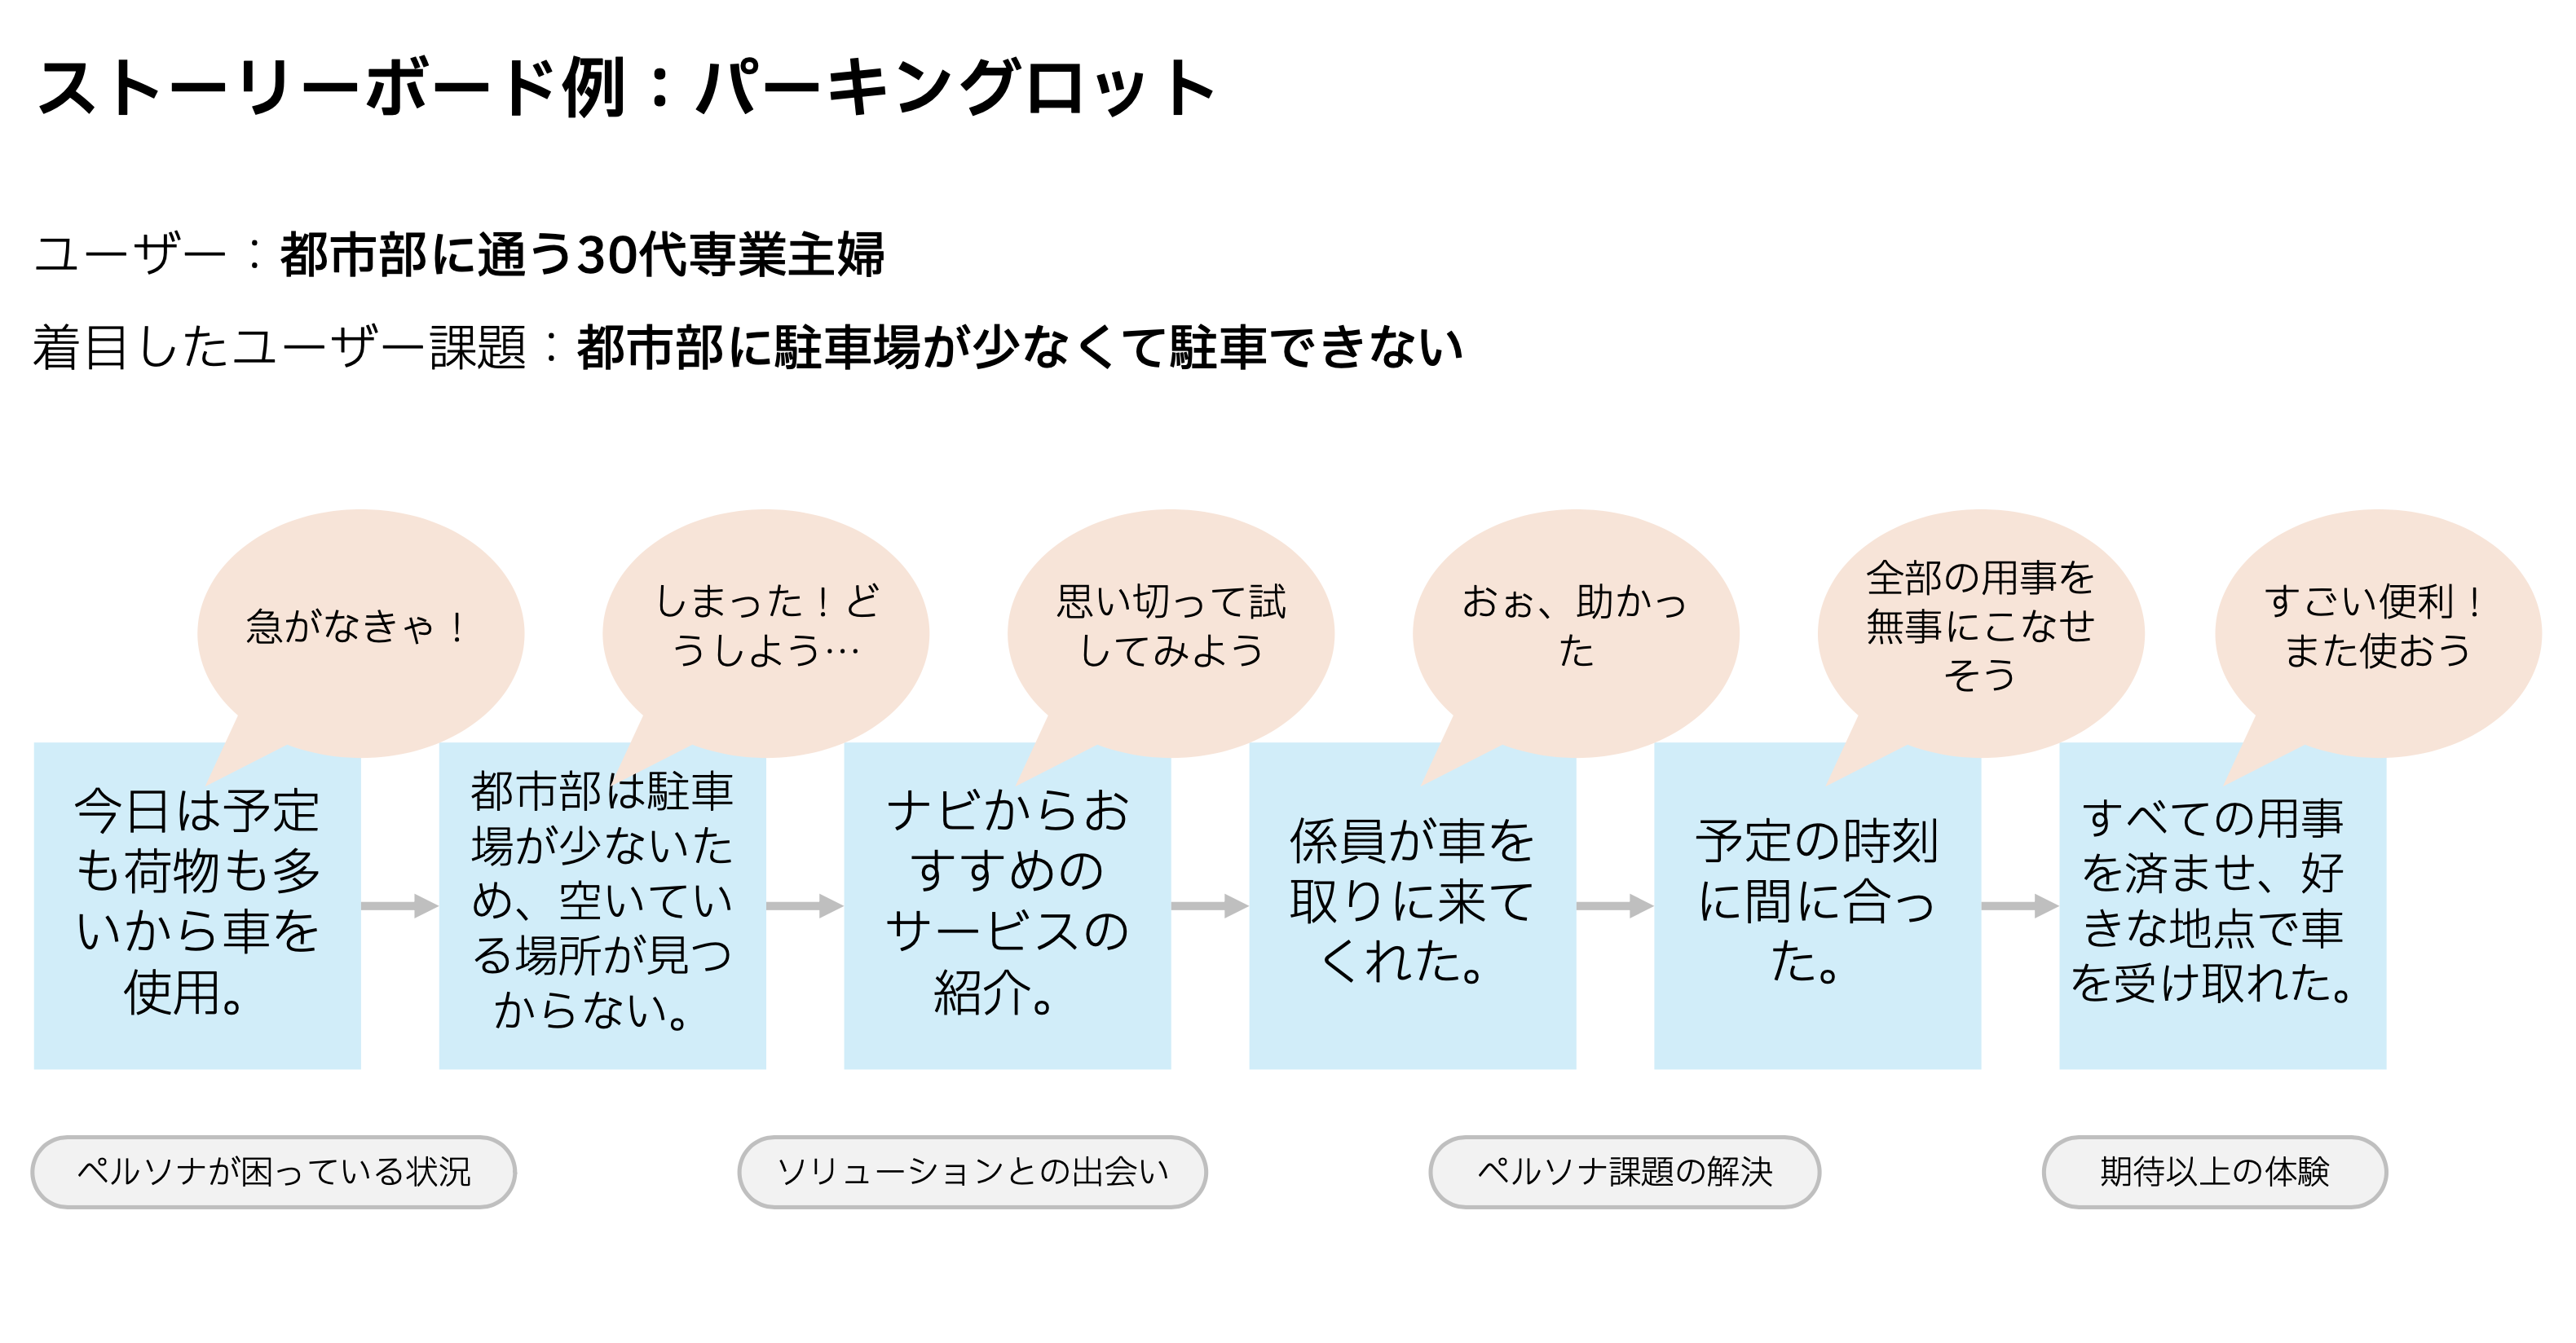 ストーリーボード例：パーキングロット
ユーザー：都市部に通う30代専業主婦
着目したユーザー課題：都市部に駐車場が少なくて駐車できない
急がなきゃ！
しまった！ど
うしよう…
思い切って試
してみよう
おぉ、助かっ
た
全部の用事を
無事にこなせ
そう
すごい便利！
また使おう
今日は予定
も荷物も多
いから車を
使用。
都市部は駐車
場が少ないた
め、空いてい
る場所が見つ
からない。
ナビからお
すすめの
サービスの
紹介。
係員が車を
取りに来て
くれた。
予定の時刻
に間に合っ
た。
すべての用事
を済ませ、好
きな地点で車
を受け取れた。
ペルソナが困っている状況
ソリューションとの出会い
ペルソナ課題の解決
期待以上の体験